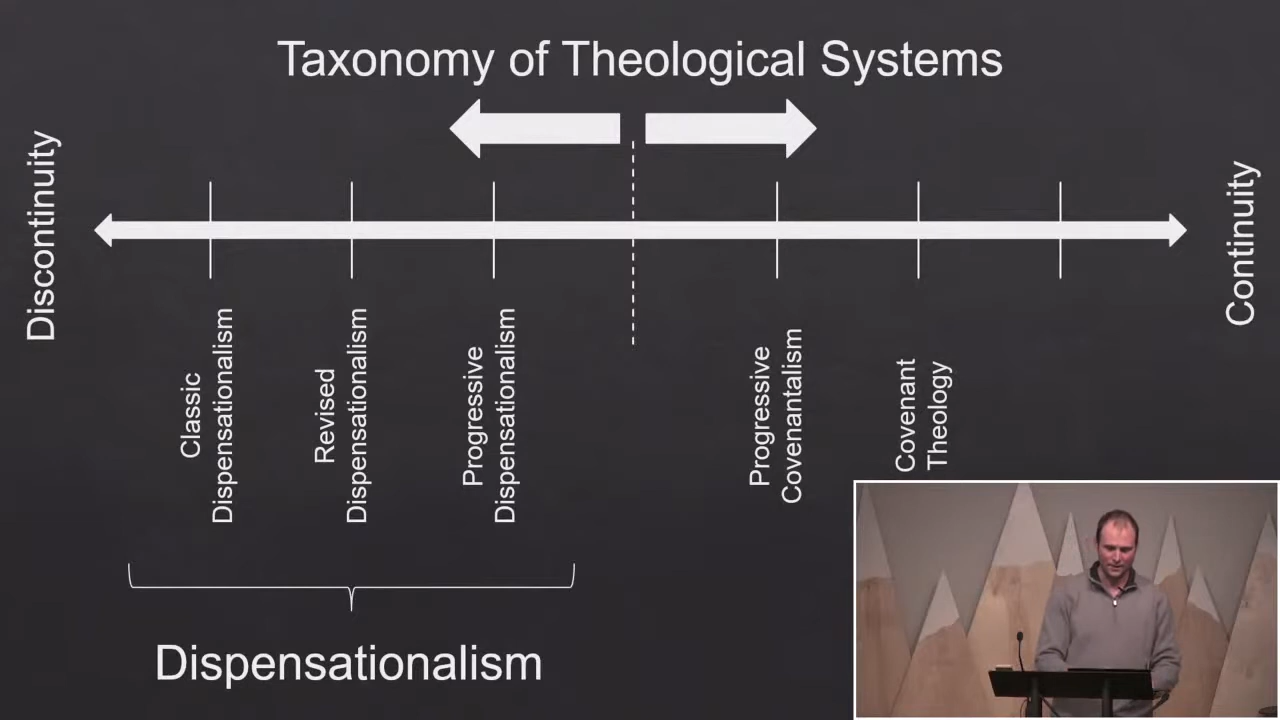 Taxonomy of Theological Systems
Discontinuity
Continuity
Classic
Dispensationalism
Revised
Dispensationalism
Progressive
Dispensationalism
Progressive
Covenantalism
Covenant
Theology
Dispensationalism